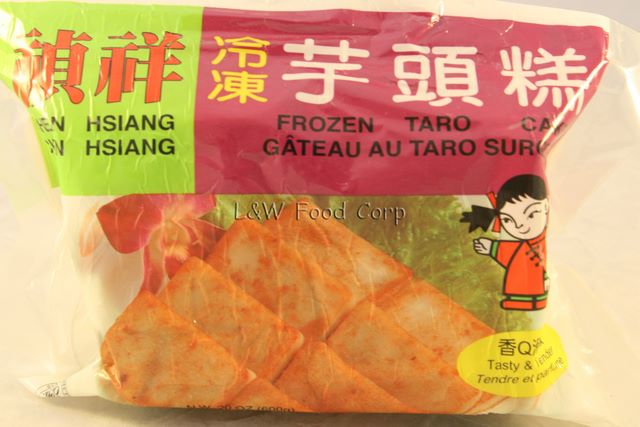 禎祥
冷凍 芋頭糕
HSIANG
HSIANG
FROZEN TARO
GÂTEAU AU TARO
L&W Food Corp
香Q
Tasty & Tender
Tendre et